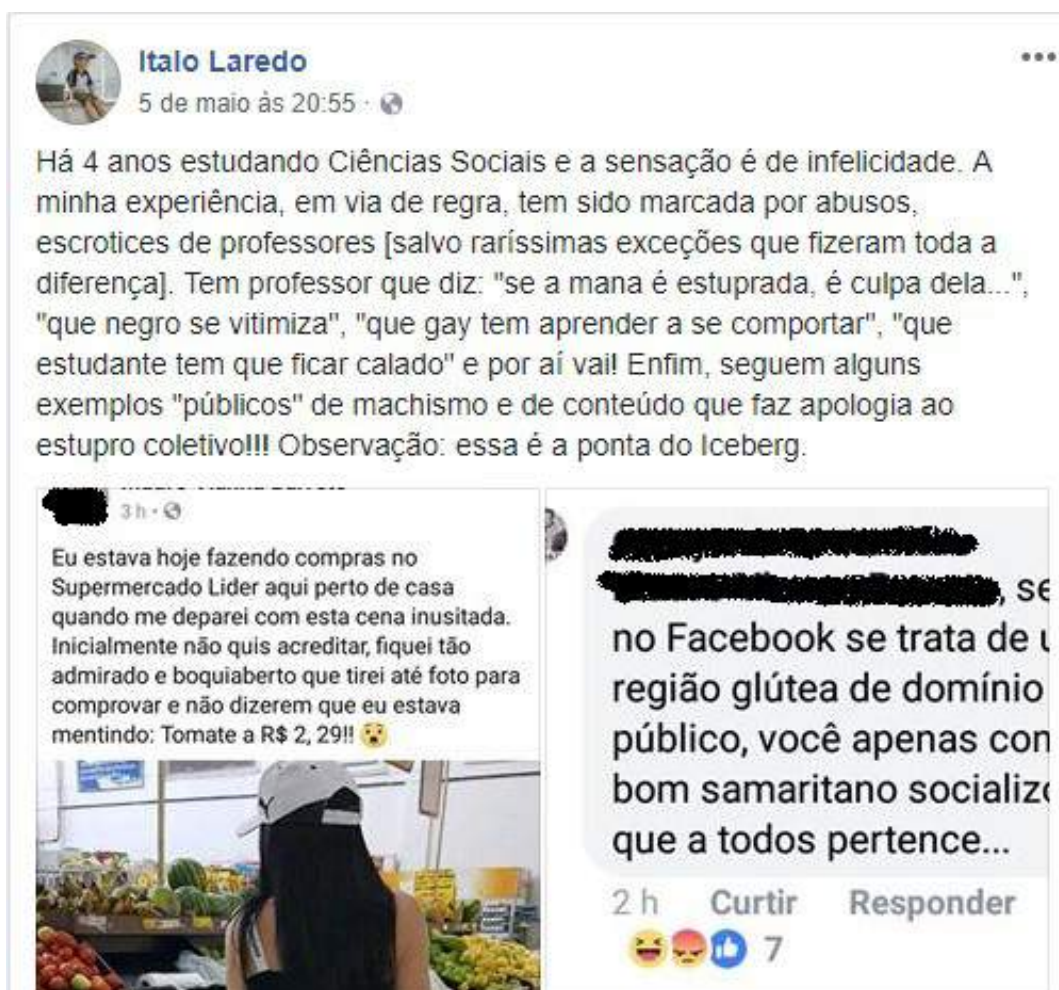 Italo Laredo
5 de maio às 20:55
Há 4 anos estudando Ciências Sociais e a sensação é de infelicidade. A
minha experiência, em via de regra, tem sido marcada por abusos,
escrotices de professores [salvo raríssimas exceções que fizeram toda a
diferença]. Tem professor que diz: "se a mana é estuprada, é culpa dela...",
"que negro se vitimiza", "que gay tem aprender a se comportar", "que
estudante tem que ficar calado" e por aí vai! Enfim, seguem alguns
exemplos "públicos" de machismo e de conteúdo que faz apologia ao
estupro coletivo!!! Observação: essa é a ponta do Iceberg.
3 h
Eu estava hoje fazendo compras no
Supermercado Lider aqui perto de casa
quando me deparei com esta cena inusitada.
Inicialmente não quis acreditar, fiquei tão
admirado e boquiaberto que tirei até foto para
comprovar e não dizerem que eu estava
mentindo: Tomate a R$ 2, 29!!
, se
no Facebook se trata de u
região glútea de domínio
público, você apenas con
bom samaritano socializo
que a todos pertence...
2 h Curtir Responder
7